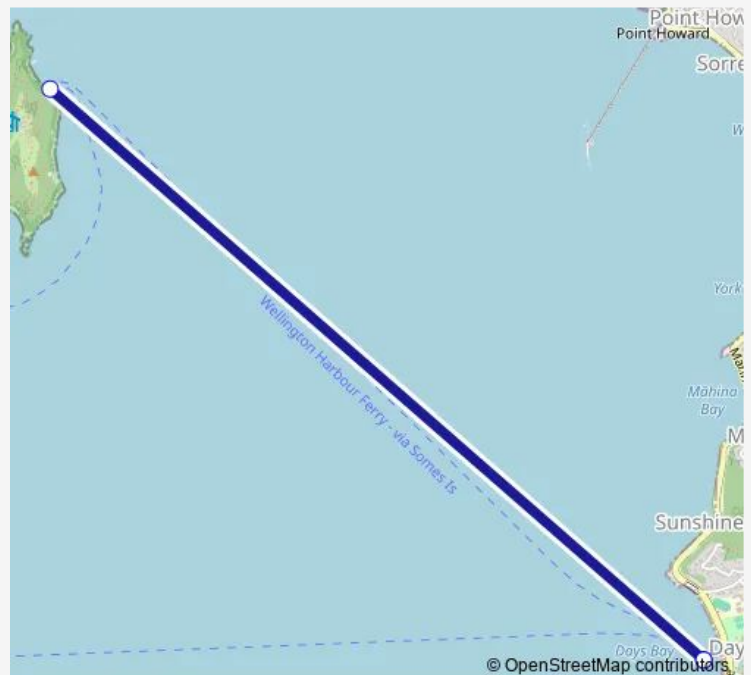 Point How
Point Howard
Sorre
W
York
Wellington Harbour Ferry - via Somes Is
Māhina
Bay
M
Sunshine
Days Bay
Day
© OpenStreetMap contributors